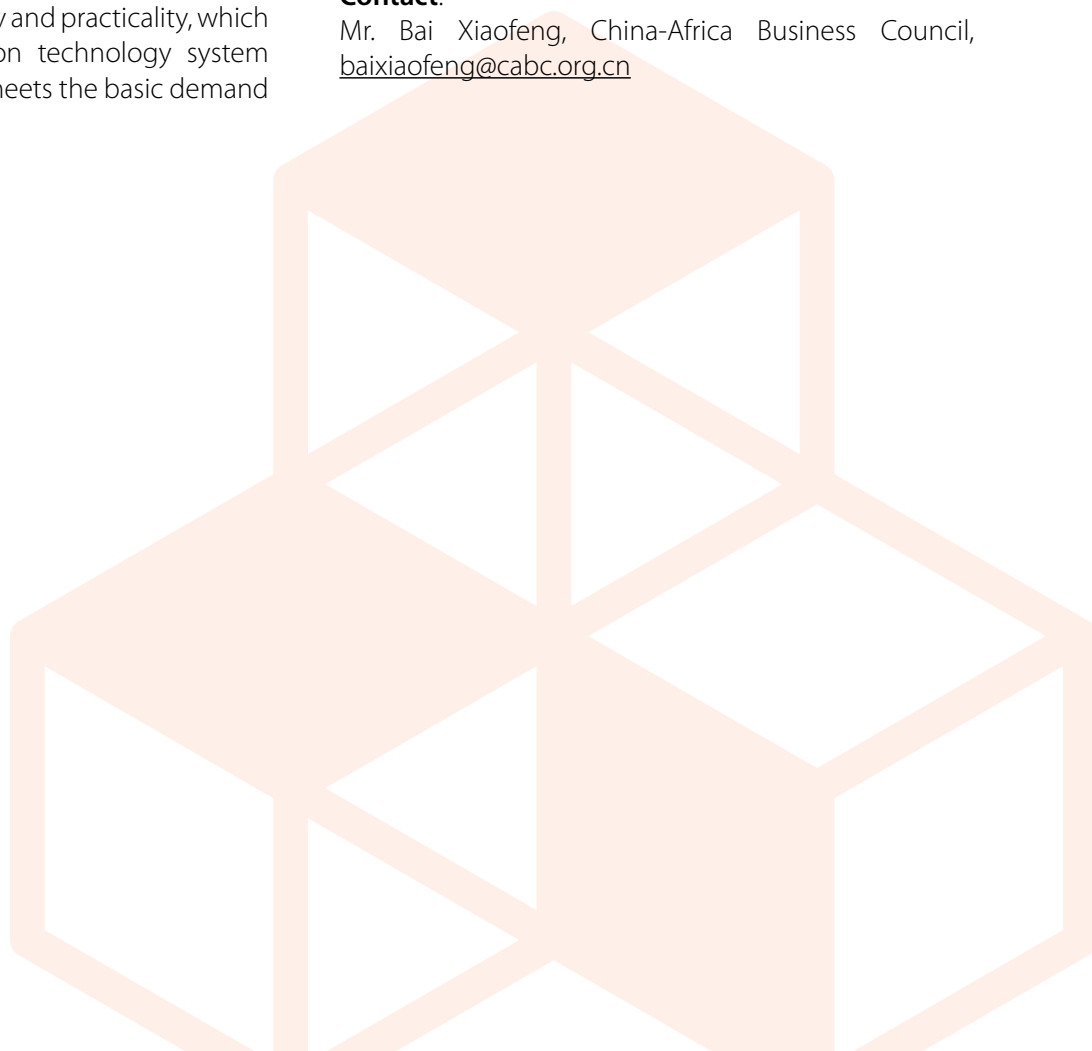 y and practicality, which
on technology system
neets the basic demand
Contact:
Mr. Bai Xiaofeng, China-Africa Business Council,
baixiaofeng@cabc.org.cn